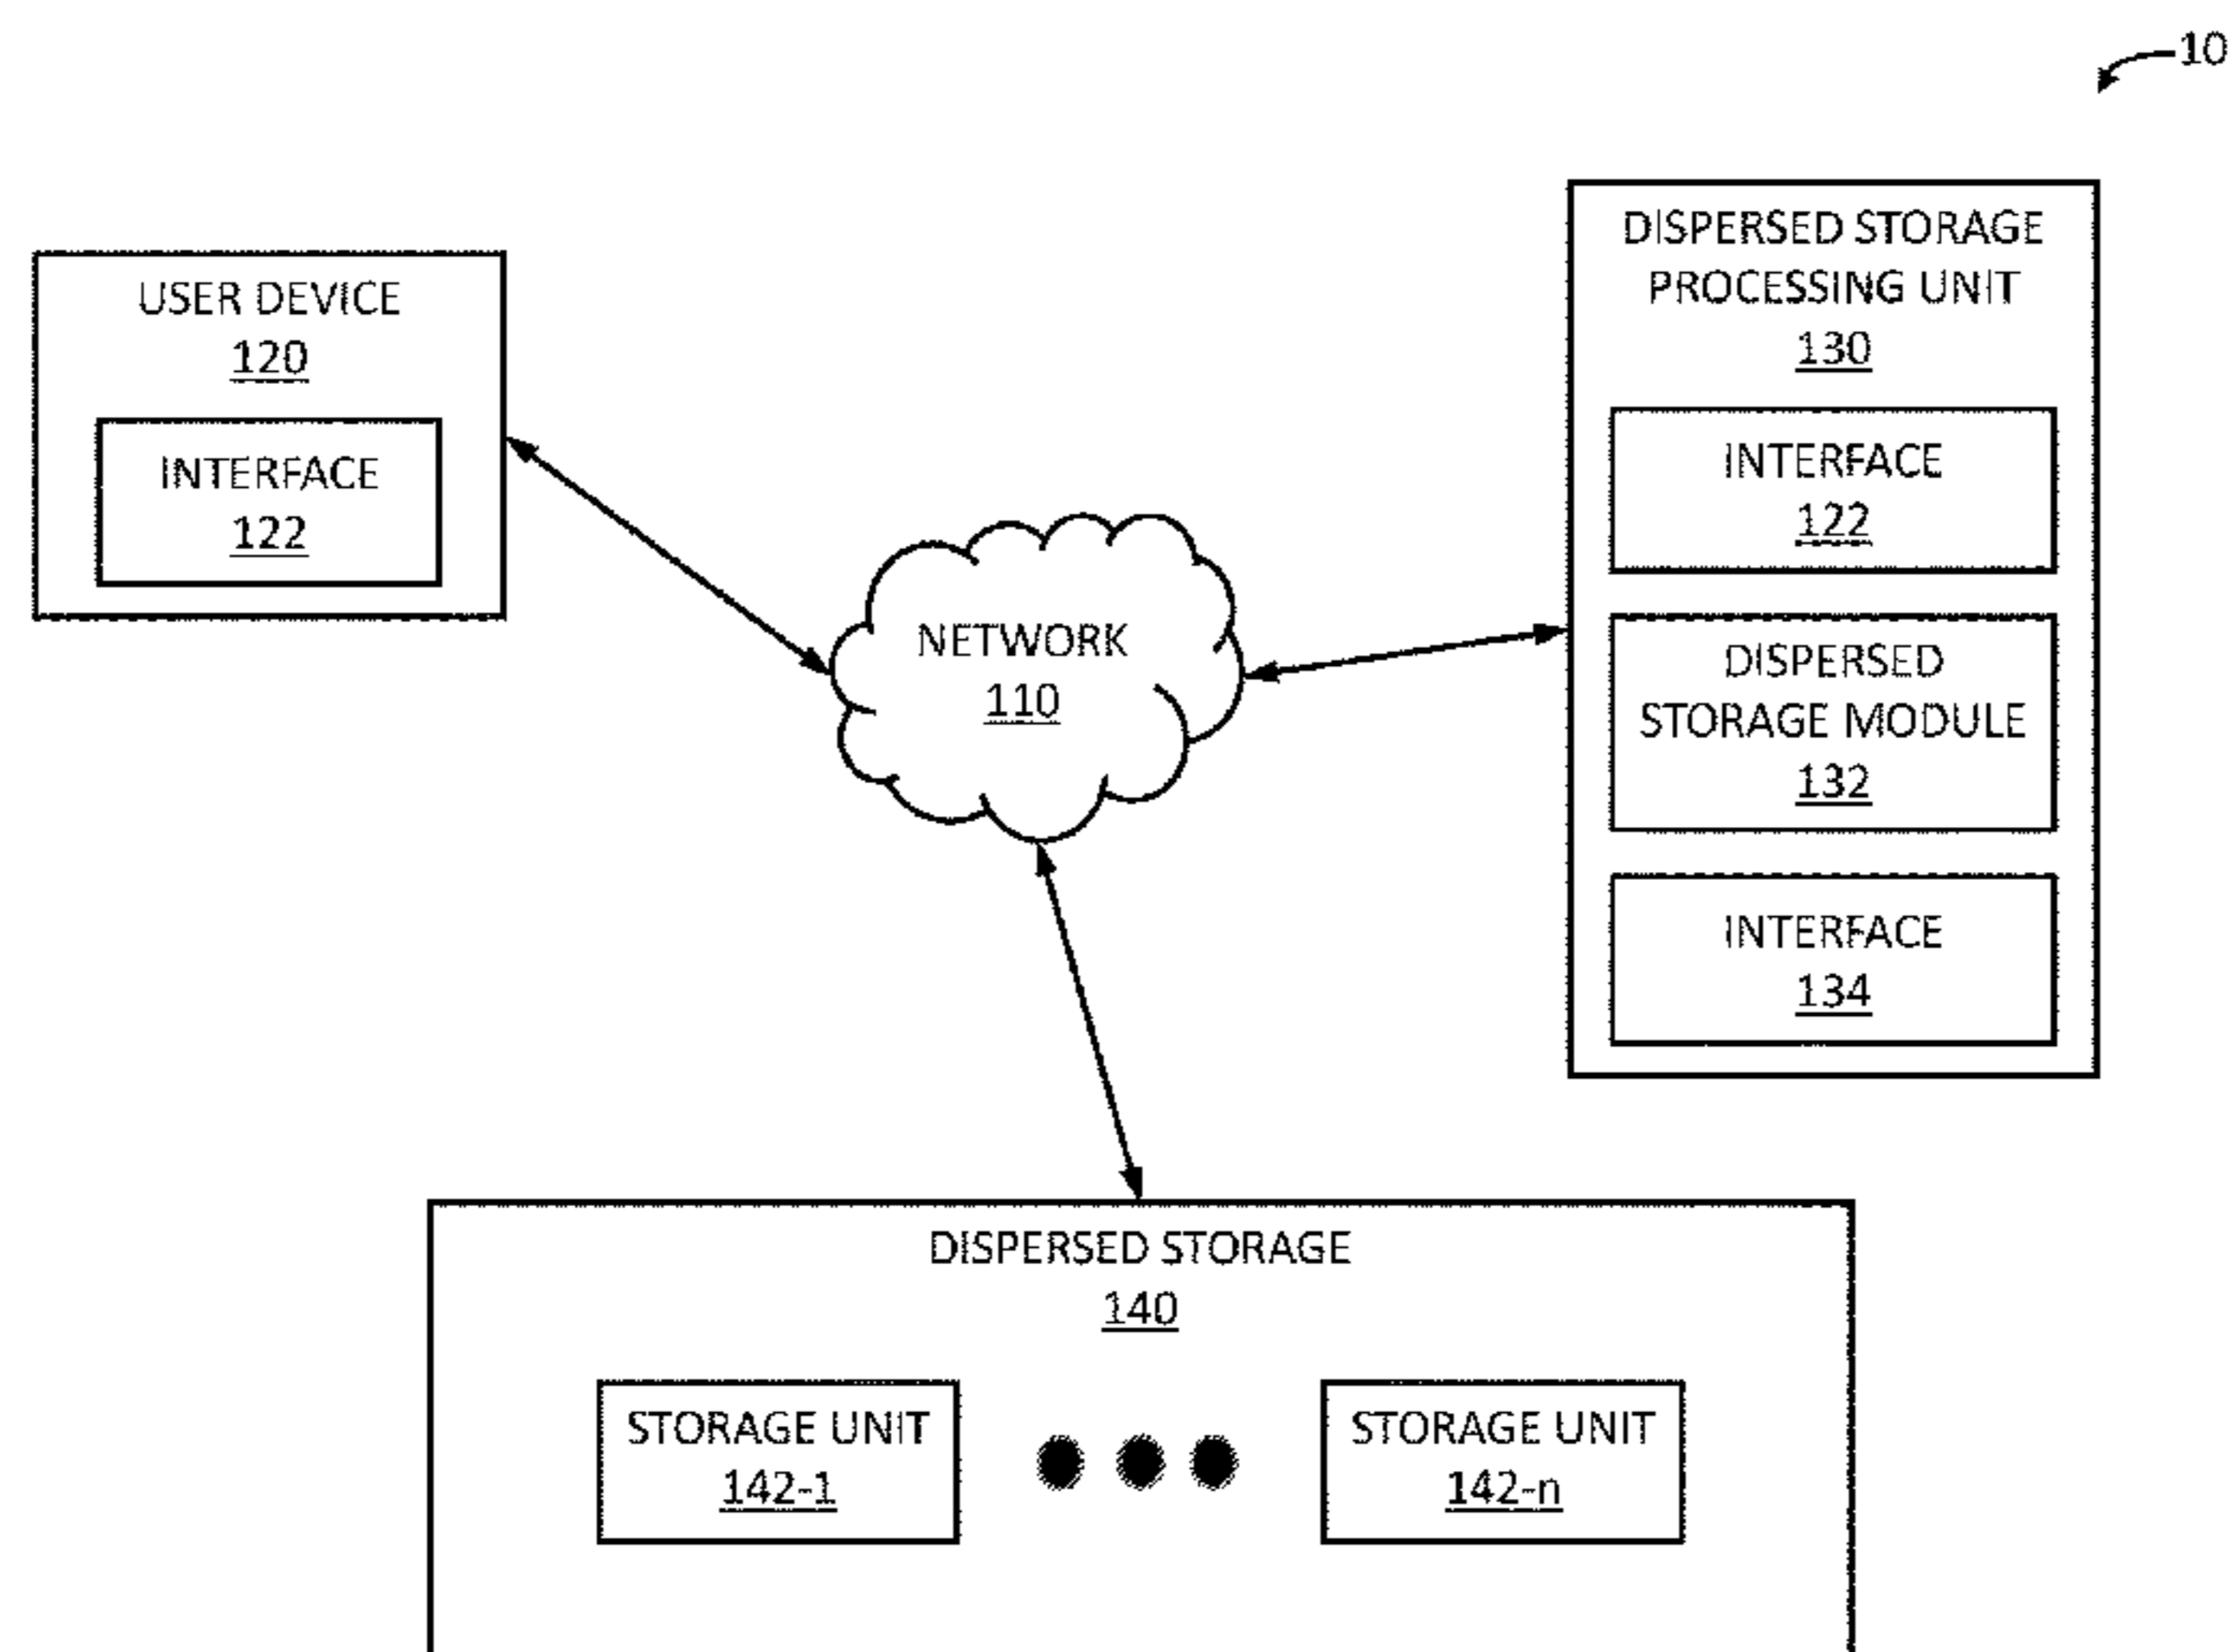 10
USER DEVICE
120
INTERFACE
122
NETWORK
110
DISPERSED STORAGE
PROCESSING UNIT
130
INTERFACE
122
DISPERSED
STORAGE MODULE
132
INTERFACE
134
DISPERSED STORAGE
140
STORAGE UNIT
142-1
STORAGE UNIT
142-n